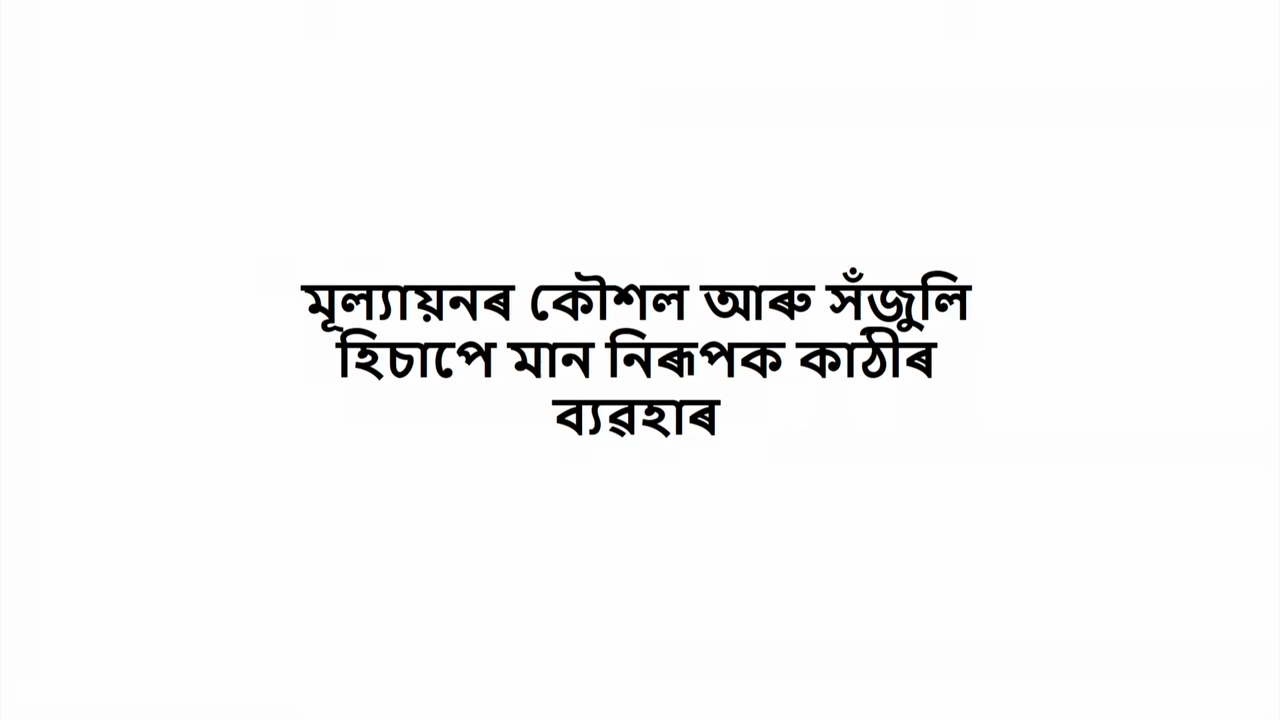 মূল্যায়নৰ কৌশল আৰু সঁজুলি
হিচাপে মান নিৰূপক কাঠীৰ
ব্যৱহাৰ